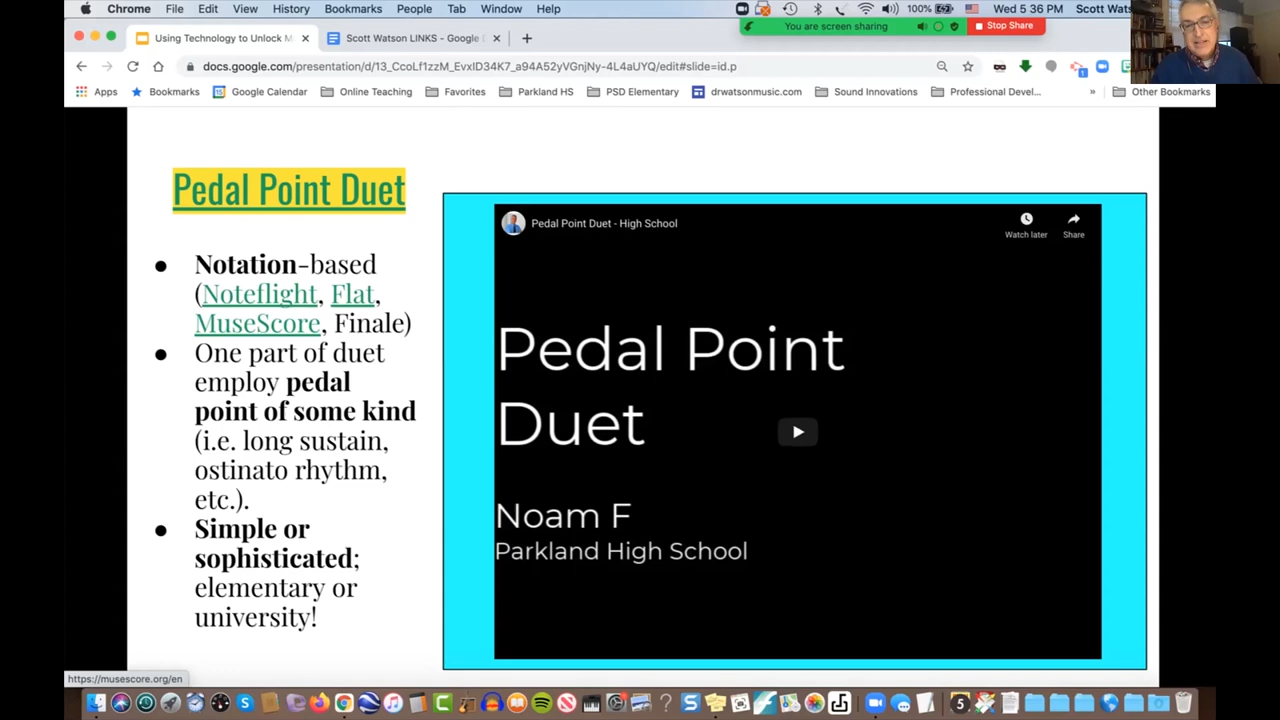 Chrome File Edit View History Bookmarks People Tab Window Help
100% Wed 5:36 PM Scott Wats
You are screen sharing Stop Share
Using Technology to Unlock M
Scott Watson LINKS - Google
docs.google.com/presentation/d/13_CcoLf1zzM_EvxID34K7_a94A52yVGnjNy-4L4aUYQ/edit#slide=id.p
Apps Bookmarks Google Calendar Online Teaching Favorites Parkland HS PSD Elementary drwatsonmusic.com Sound Innovations Professional Devel... » Other Bookmarks
Pedal Point Duet
● Notation-based
(Noteflight, Flat,
MuseScore, Finale)
● One part of duet
employ pedal
point of some kind
(i.e. long sustain,
ostinato rhythm,
etc.).
● Simple or
sophisticated;
elementary or
university!
Pedal Point Duet - High School
Watch later Share
Pedal Point
Duet
Noam F
Parkland High School
https://musescore.org/en